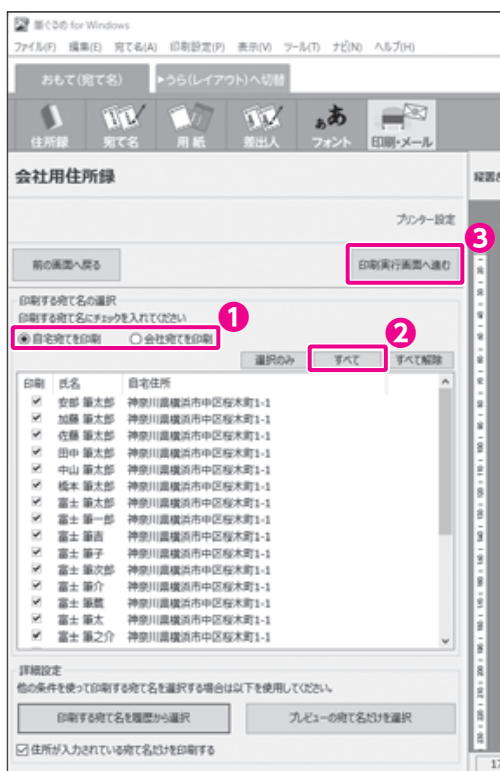 筆ぐるめ for Windows
ファイル(F) 編集(E) 宛て名(A) 印刷設定(P) 表示(V) ツール(T) ナビ(N) ヘルプ(H)
おもて(宛て名) ▶うら(レイアウト)へ切替
住所録 宛て名 用紙 差出人 フォント 印刷・メール
会社用住所録
縦置き
プリンター設定
3
前の画面へ戻る 印刷実行画面へ進む
印刷する宛て名の選択
印刷する宛て名にチェックを入れてください
1
自宅宛てを印刷 会社宛てを印刷
2
選択のみ すべて すべて解除
印刷 氏名 自宅住所
安部 筆太郎 神奈川県横浜市中区桜木町1-1
加藤 筆太郎 神奈川県横浜市中区桜木町1-1
佐藤 筆太郎 神奈川県横浜市中区桜木町1-1
田中 筆太郎 神奈川県横浜市中区桜木町1-1
中山 筆太郎 神奈川県横浜市中区桜木町1-1
橋本 筆太郎 神奈川県横浜市中区桜木町1-1
富士 筆太郎 神奈川県横浜市中区桜木町1-1
富士 筆一郎 神奈川県横浜市中区桜木町1-1
富士 筆吉 神奈川県横浜市中区桜木町1-1
富士 筆子 神奈川県横浜市中区桜木町1-1
富士 筆次郎 神奈川県横浜市中区桜木町1-1
富士 筆介 神奈川県横浜市中区桜木町1-1
富士 筆蔵 神奈川県横浜市中区桜木町1-1
富士 筆太 神奈川県横浜市中区桜木町1-1
富士 筆之介 神奈川県横浜市中区桜木町1-1
詳細設定
他の条件を使って印刷する宛て名を選択する場合は以下を使用してください。
印刷する宛て名を履歴から選択 プレビューの宛て名だけを選択
住所が入力されている宛て名だけを印刷する